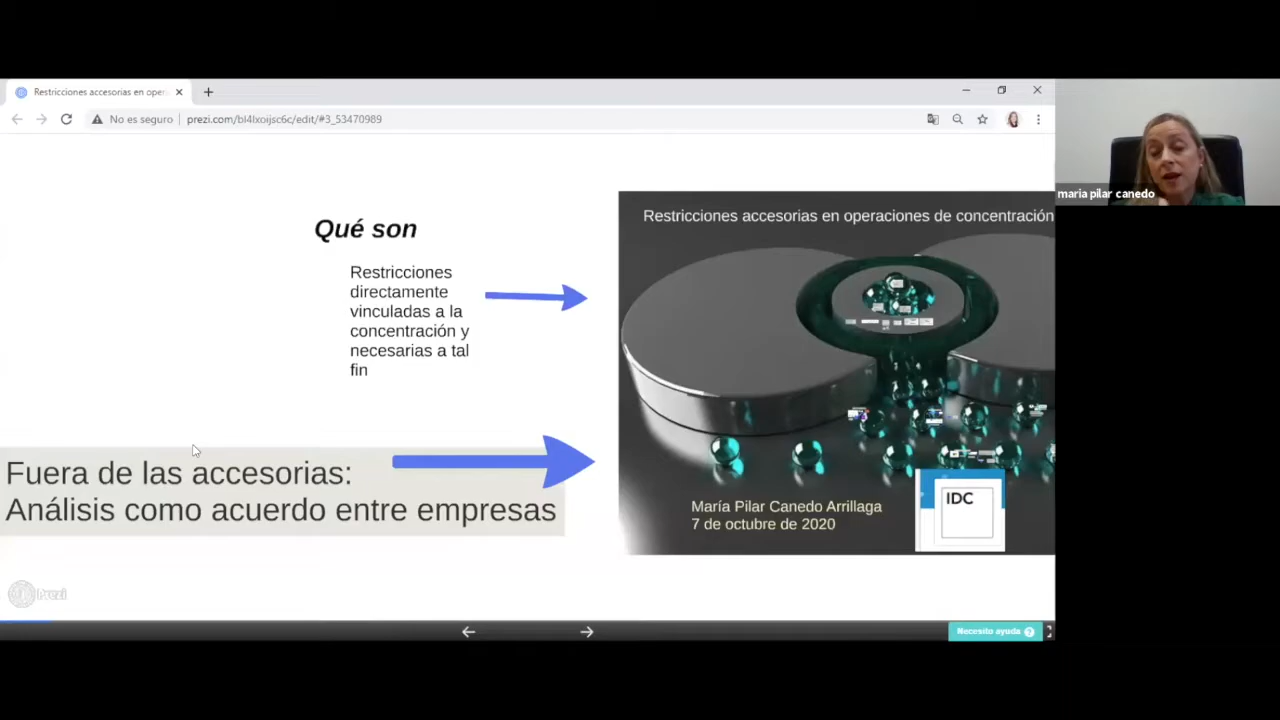 Restricciones accesorias en oper
No es seguro
prezi.com/bl4lxoijsc6c/edit/#3_53470989
maria pilar canedo
Qué son
Restricciones
directamente
vinculadas a la
concentración y
necesarias a tal
fin
Restricciones accesorias en operaciones de concentración
Fuera de las accesorias:
Análisis como acuerdo entre empresas
María Pilar Canedo Arrillaga
7 de octubre de 2020
IDC
Prezi
Necesito ayuda